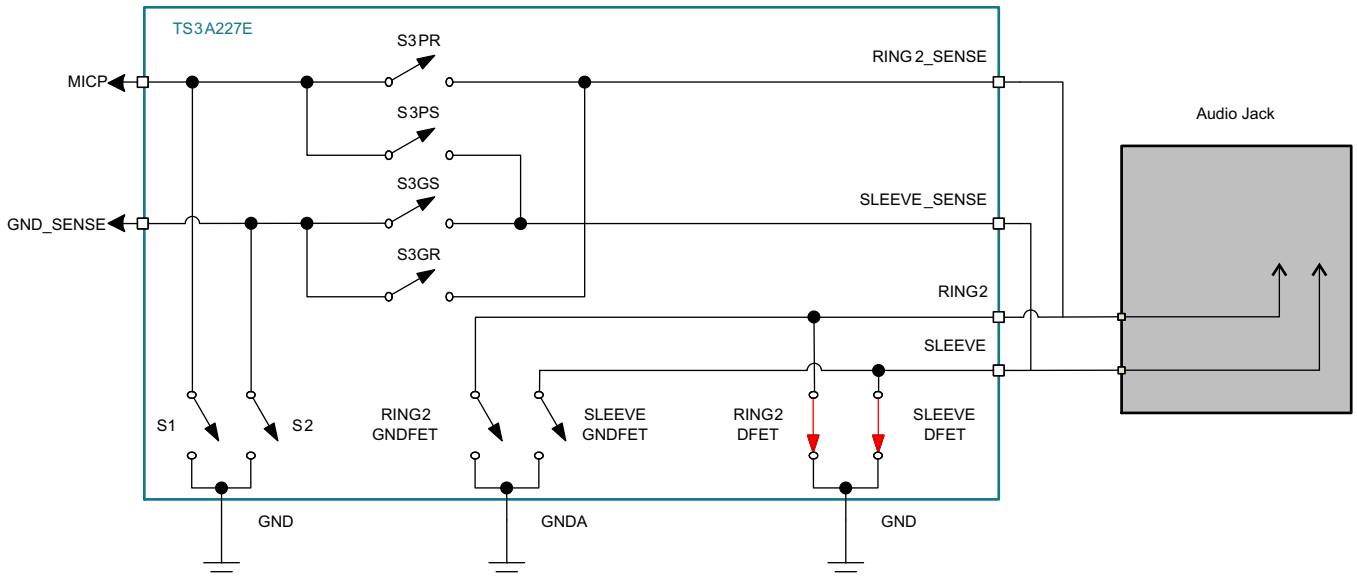 TS3A227E
S3PR
RING2_SENSE
MICP
Audio Jack
S3PS
S3GS
SLEEVE_SENSE
GND_SENSE
S3GR
RING2
SLEEVE
S1
S2
RING2
GNDFET
SLEEVE
GNDFET
RING2
DFET
SLEEVE
DFET
GND
GNDA
GND